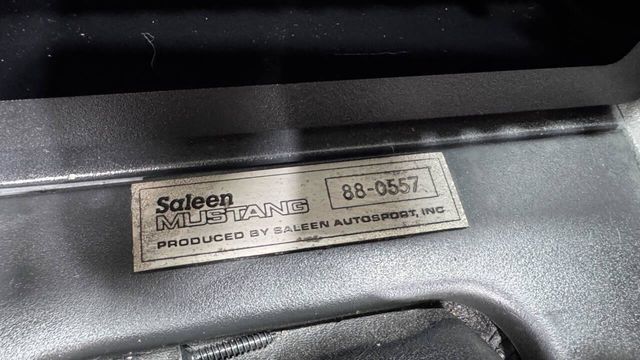 Saleen
MUSTANG
88-0557
PRODUCED BY SALEEN AUTOSPORT, INC